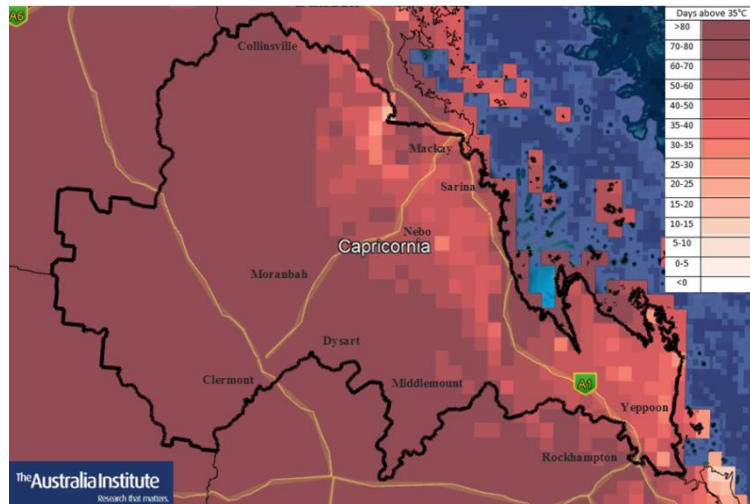 A6
Days above 35°C
>80
70-80
60-70
50-60
40-50
35-40
30-35
25-30
20-25
15-20
10-15
5-10
0-5
<0
Collinsville
Mackay
Sarina
Nebo
Capricornia
Moranbah
Dysart
Clermont
Middlemount
A1
Yeppoon
Rockhampton
The Australia Institute
Research that matters.